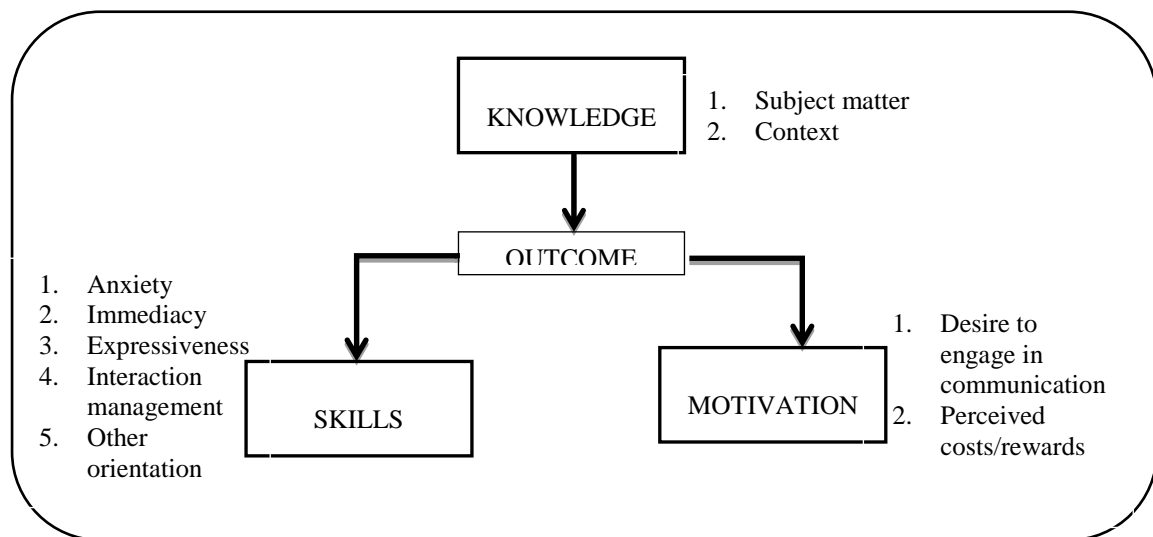 KNOWLEDGE
1. Subject matter
2. Context
OUTCOME
1. Anxiety
2. Immediacy
3. Expressiveness
4. Interaction
management
5. Other
orientation
SKILLS
MOTIVATION
1. Desire to
engage in
communication
2. Perceived
costs/rewards